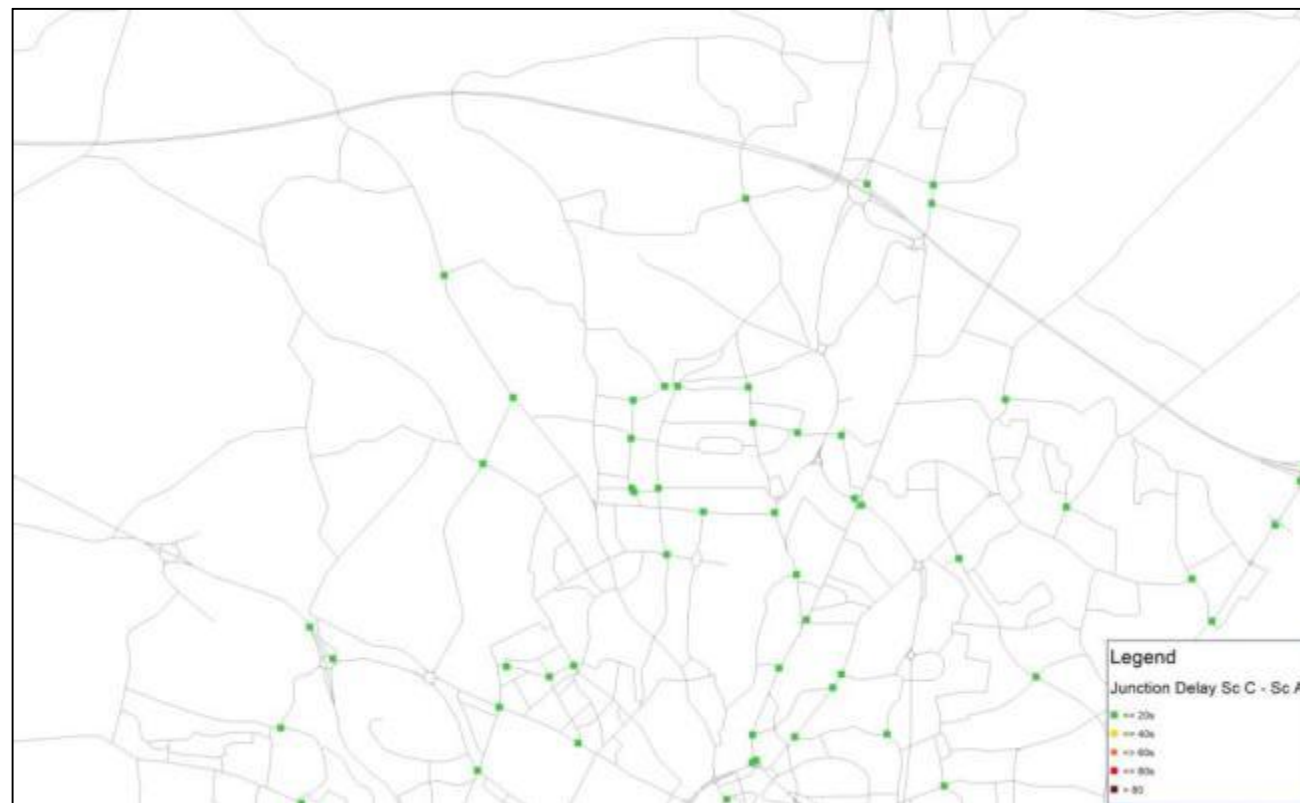 Legend
Junction Delay Sc C - Sc A
<= 20s
<= 40s
<= 60s
<= 80s
> 80